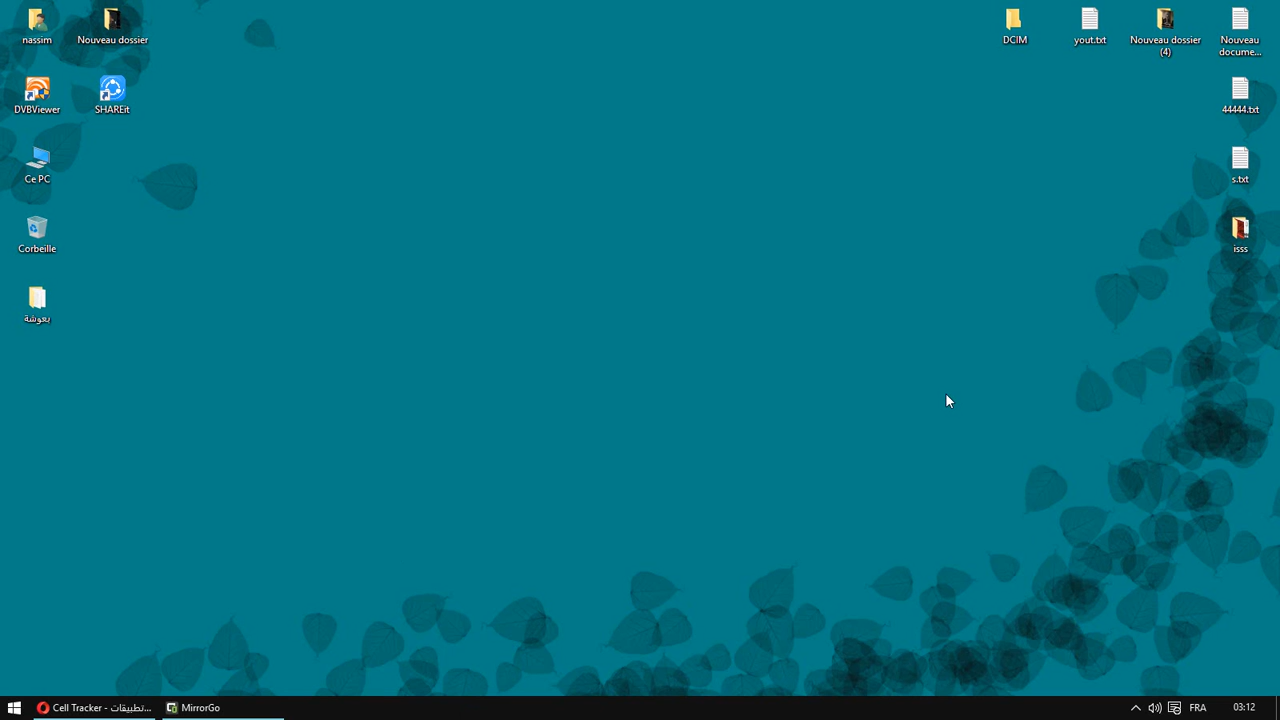 nassim
Nouveau dossier
DCIM
yout.txt
Nouveau dossier
(4)
Nouveau
docume...
DVBViewer
SHAREit
44444.txt
Ce PC
s.txt
Corbeille
isss
بعوشة
Cell Tracker - تطبيقات...
MirrorGo
FRA
03:12